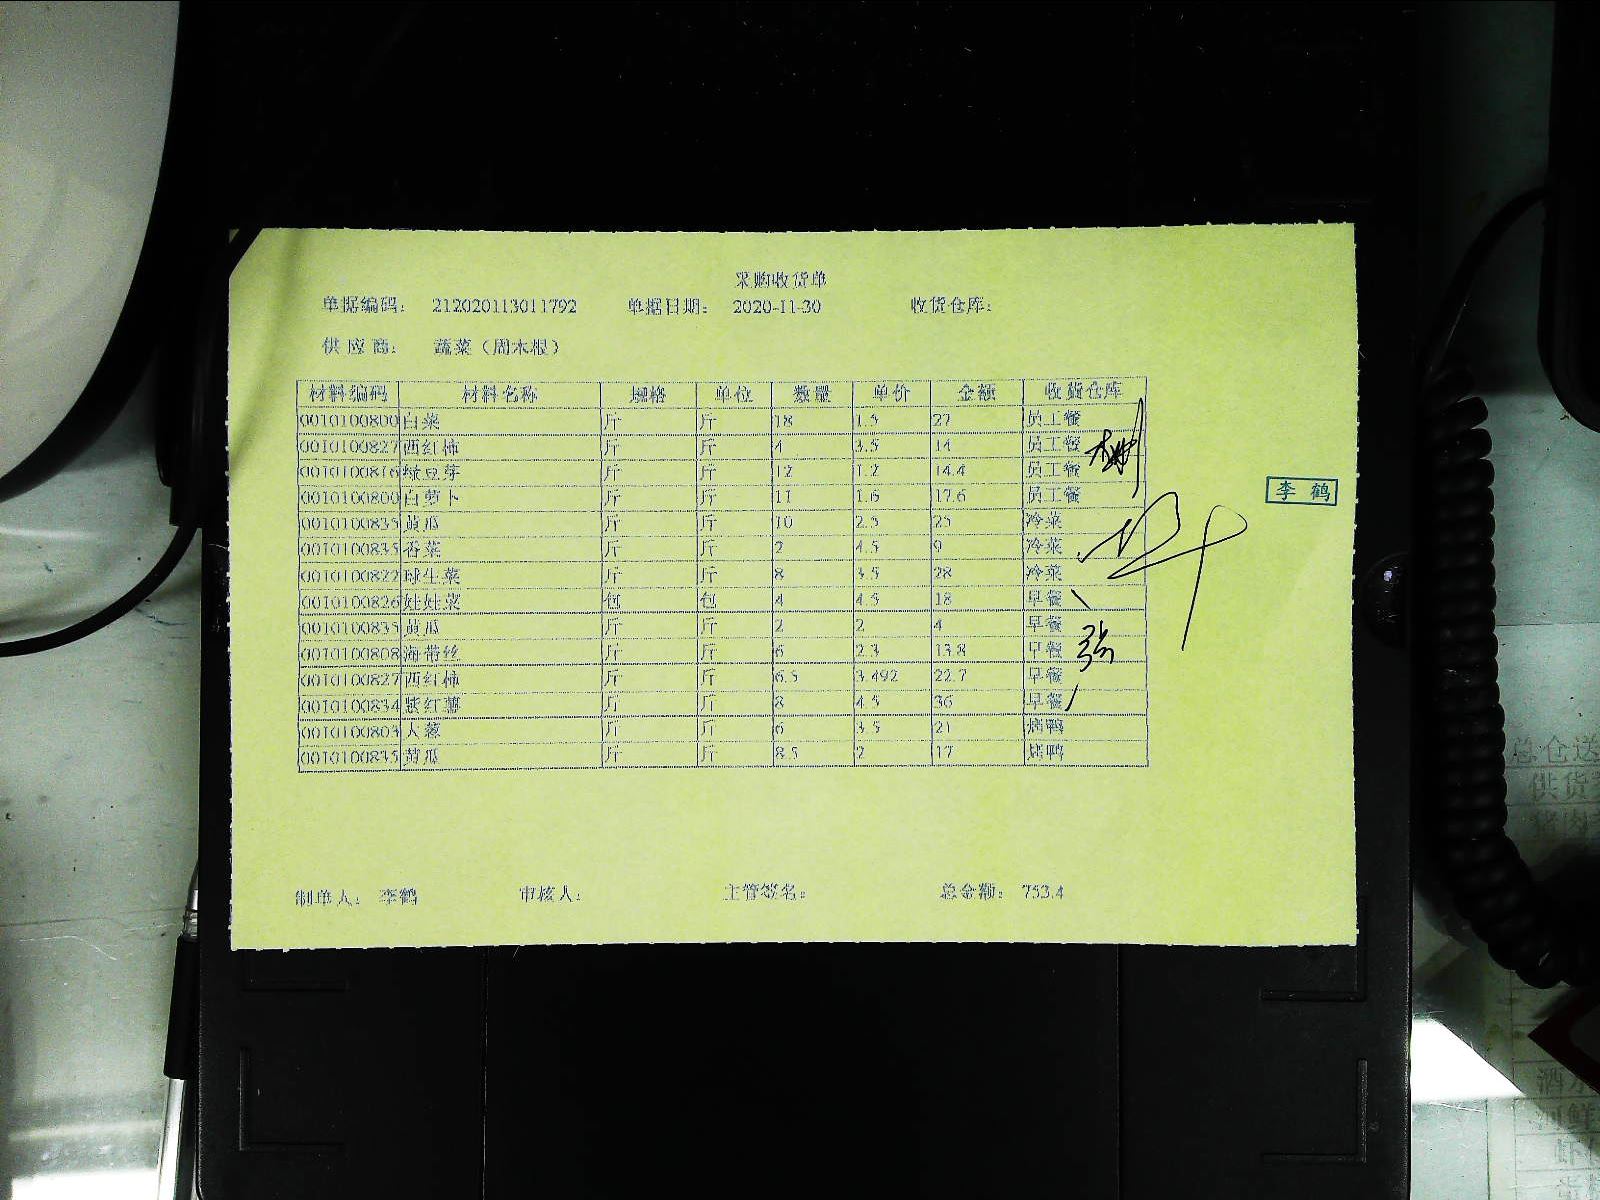 采购收货单
单据编码： 212020113011792 单据日期： 2020-11-30 收货仓库：
供 应 商： 蔬菜（周木根）
材料编码 材料名称 规格 单位 数量 单价 金额 收货仓库
0010100800 白菜 斤 斤 18 1.5 27 员工餐
0010100827 西红柿 斤 斤 4 3.5 14 员工餐
0010100816 绿豆芽 斤 斤 12 1.2 14.4 员工餐
0010100800 白萝卜 斤 斤 11 1.6 17.6 员工餐
李 鹤
0010100835 黄瓜 斤 斤 10 2.5 25 冷菜
0010100835 香菜 斤 斤 2 4.5 9 冷菜
0010100822 球生菜 斤 斤 8 3.5 28 冷菜
0010100826 娃娃菜 包 包 4 4.5 18 早餐
0010100835 黄瓜 斤 斤 2 2 4 早餐
0010100808 海带丝 斤 斤 6 2.3 13.8 早餐
张
0010100827 西红柿 斤 斤 6.5 3.492 22.7 早餐
0010100834 紫红薯 斤 斤 8 4.5 36 早餐
0010100803 大葱 斤 斤 6 3.5 21 烤鸭
0010100835 黄瓜 斤 斤 8.5 2 17 烤鸭
制单人： 李鹤 审核人： 主管签名： 总金额： 753.4
总仓送